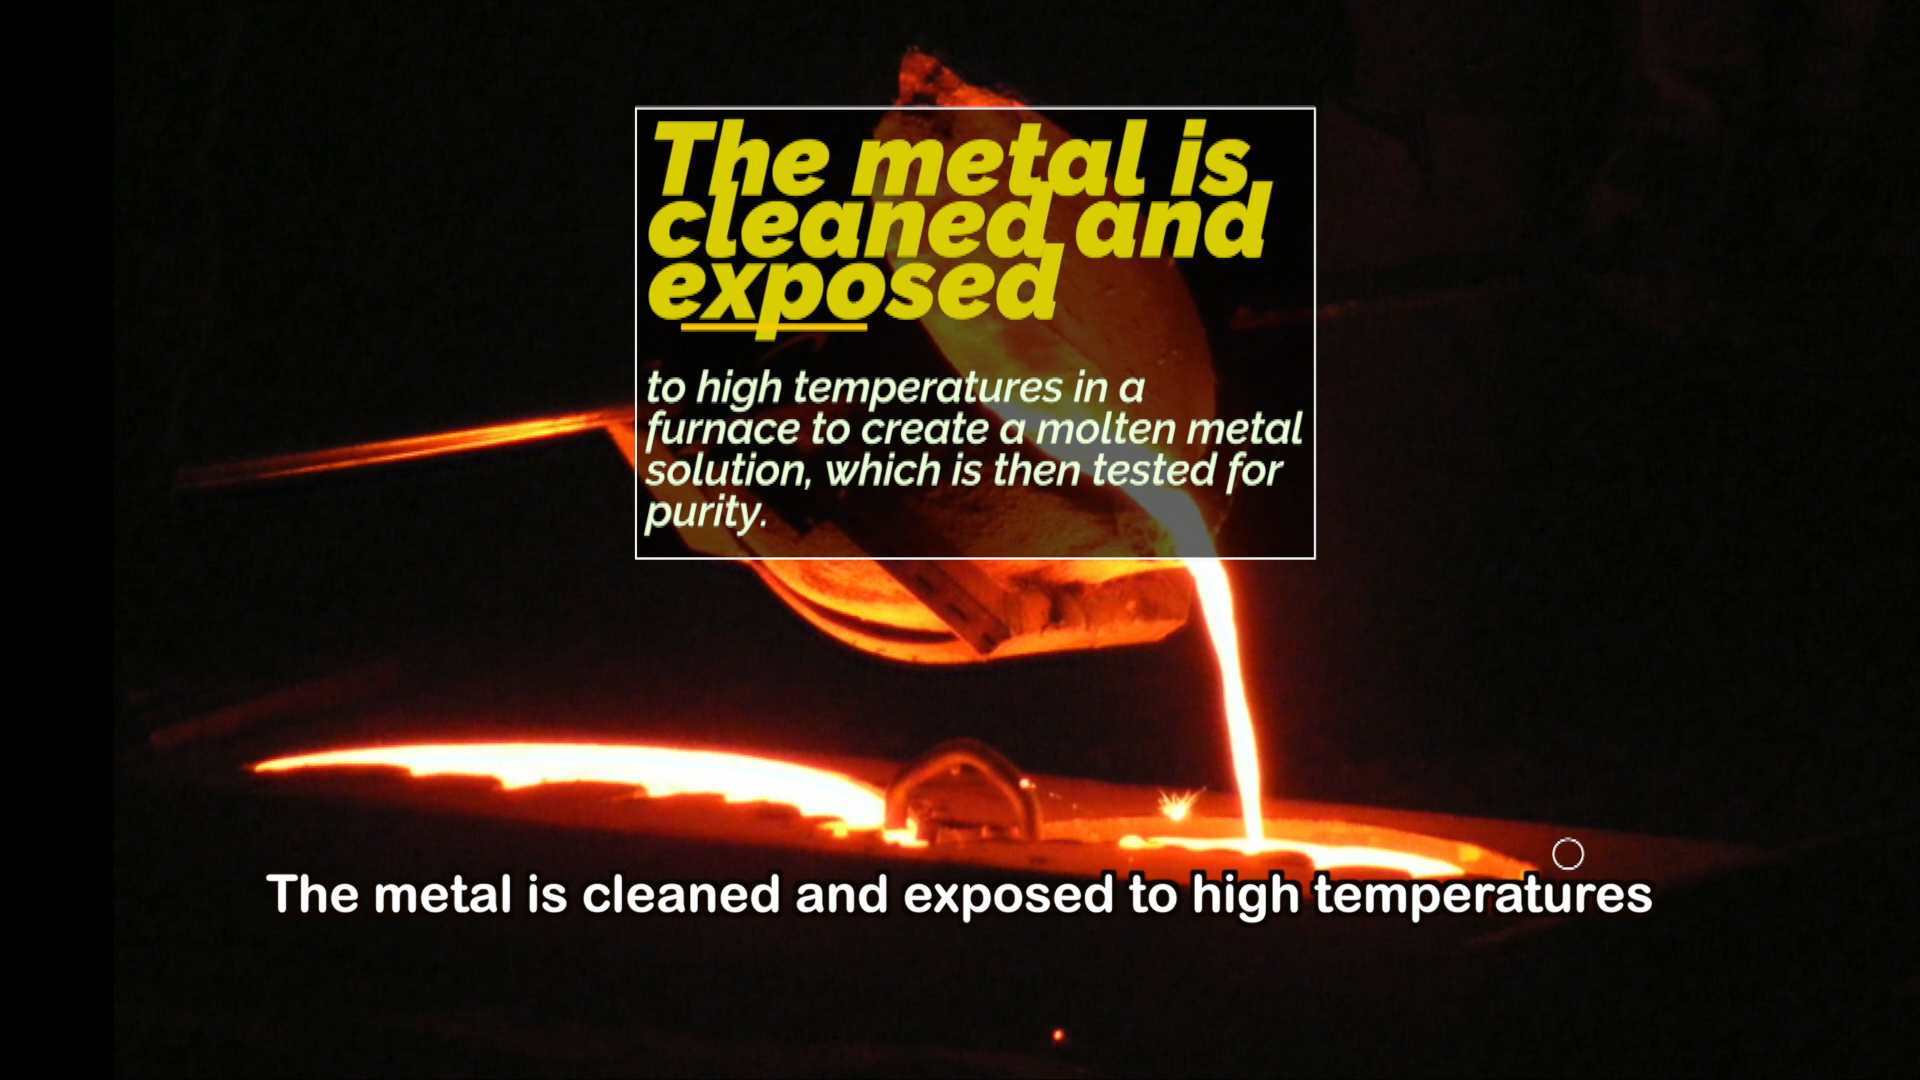 The metal is
cleaned and
exposed
to high temperatures in a
furnace to create a molten metal
solution, which is then tested for
purity.
The metal is cleaned and exposed to high temperatures